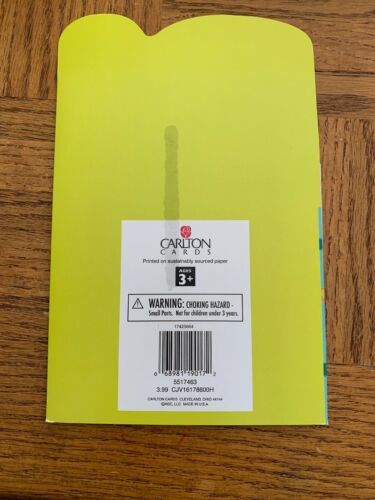 CARLTON
CARDS
Printed on sustainably sourced paper
AGES
3+
WARNING: CHOKING HAZARD -
Small Parts. Not for children under 3 years.
17425664
0 68981 19017 2
5517463
3.99 CJV16178600H
CARLTON CARDS CLEVELAND, OHIO 44144
©AGC, LLC MADE IN U.S.A.